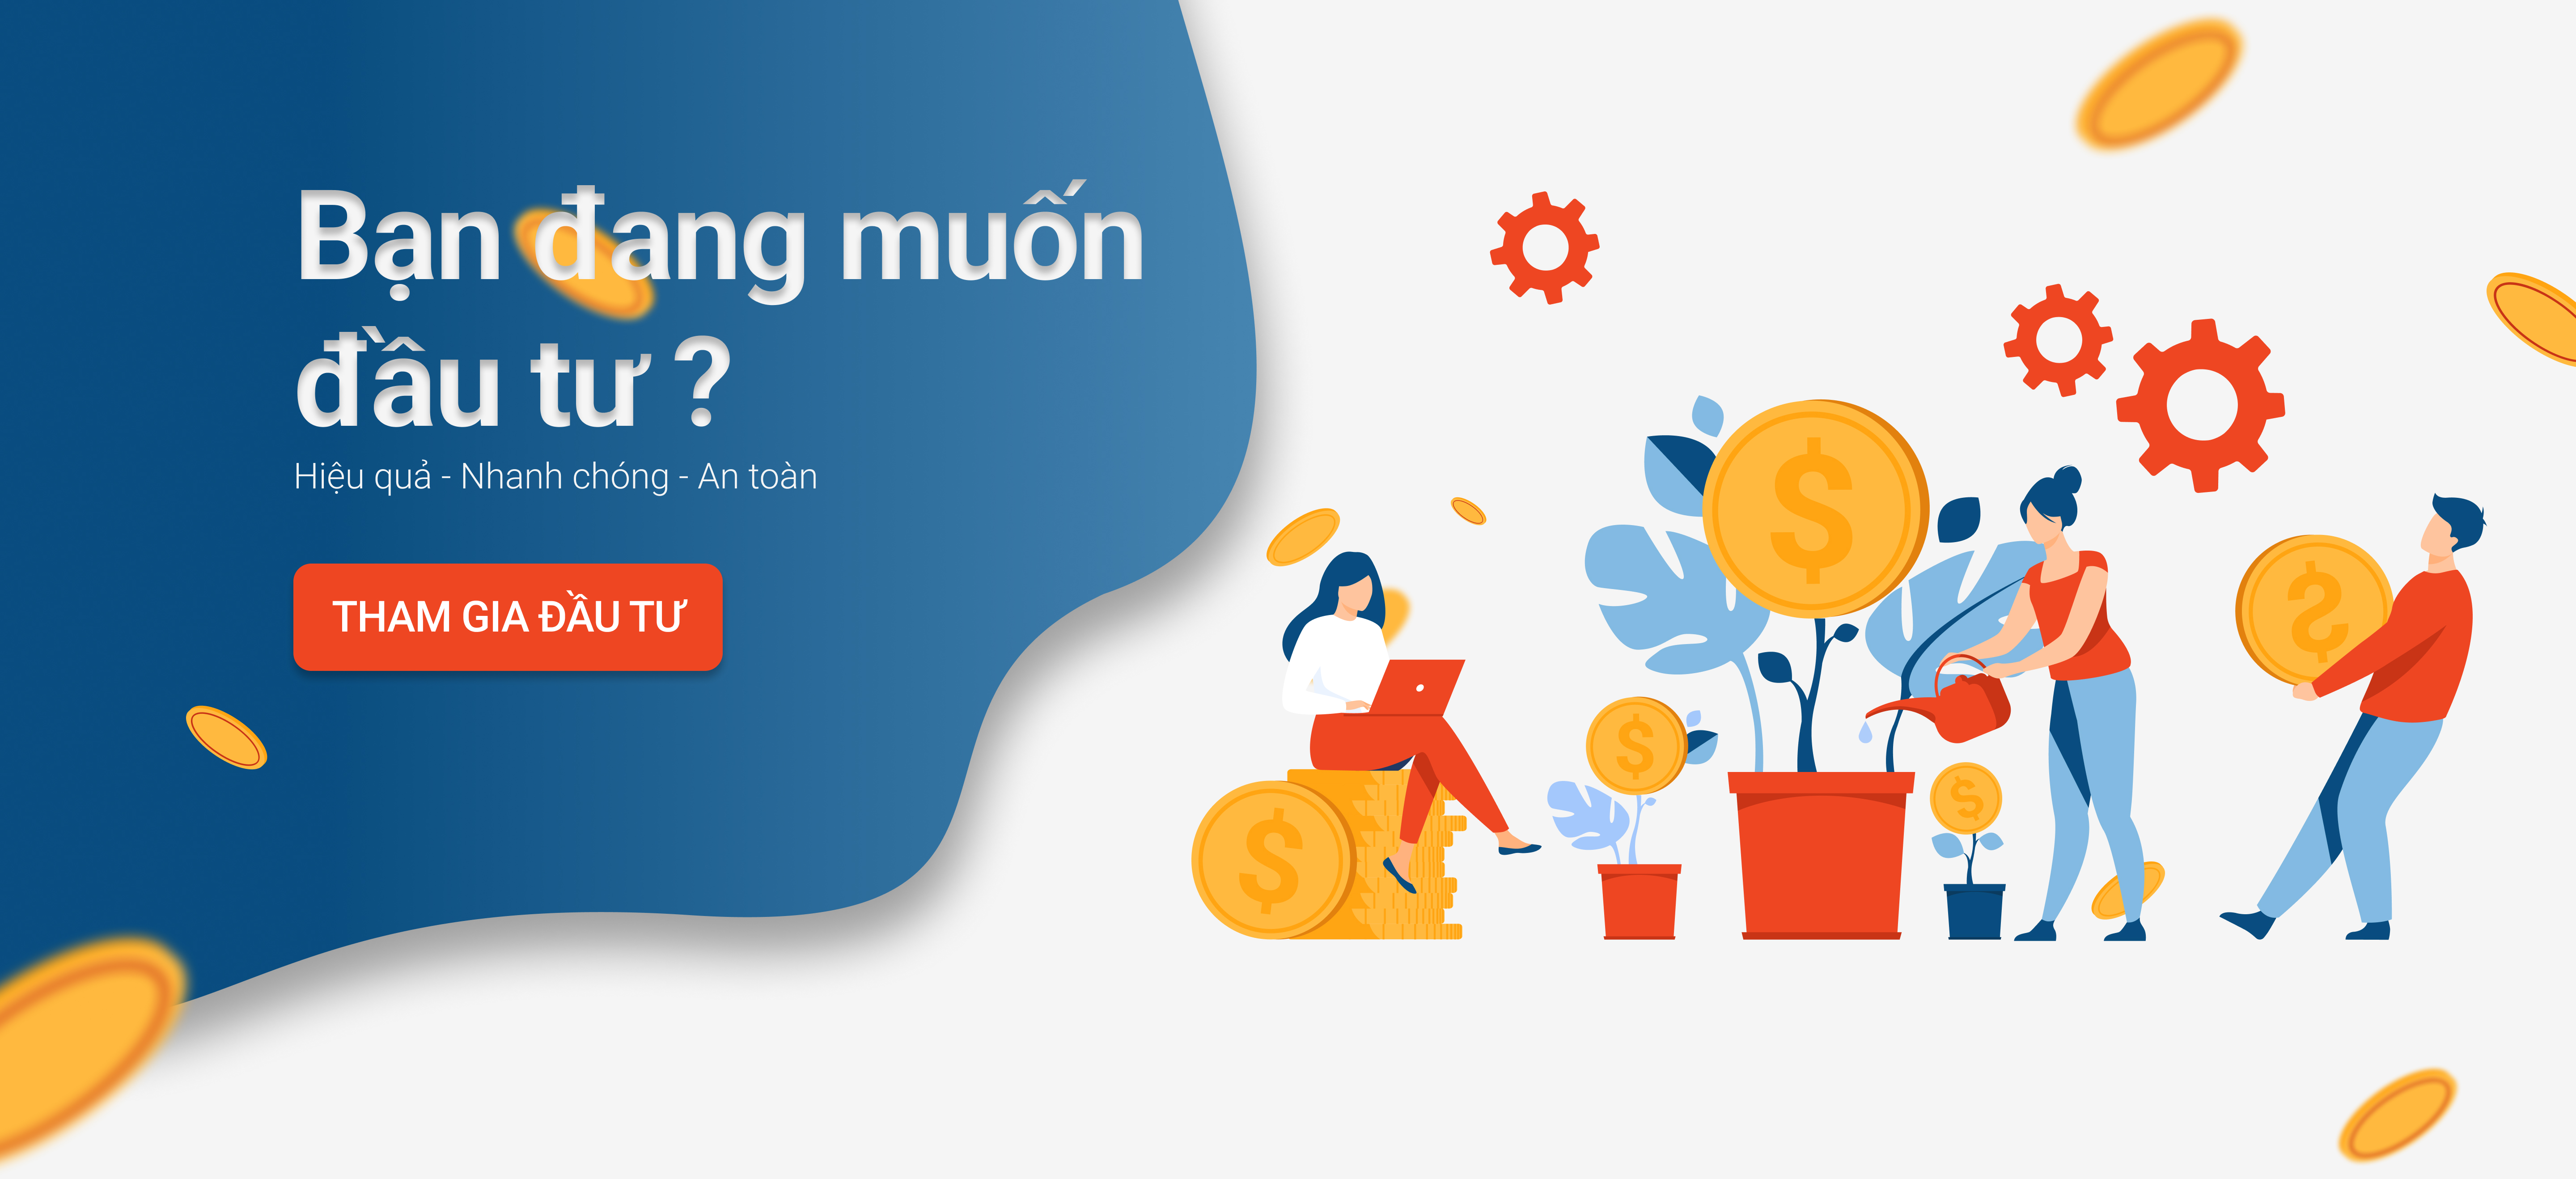 Bạn đang muốn
đầu tư ?
Hiệu quả - Nhanh chóng - An toàn
THAM GIA ĐẦU TƯ
$
$
$
$
$